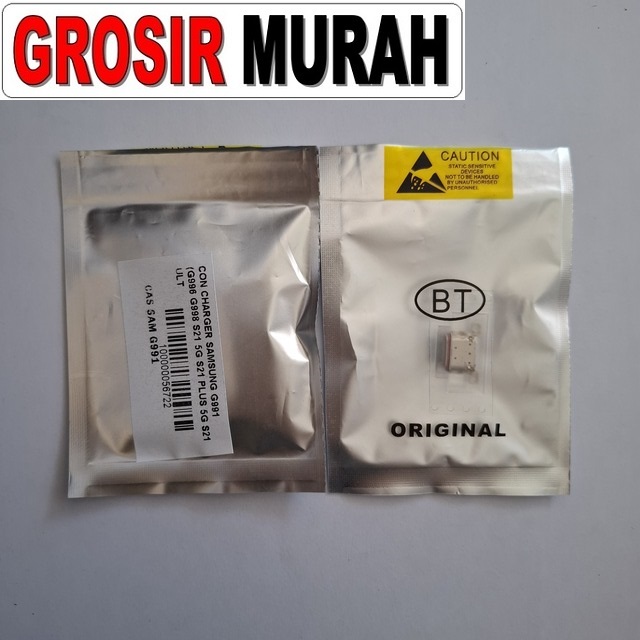 GROSIR MURAH
CAUTION
STATIC SENSITIVE
DEVICES
NOT TO BE HANDLED
BY UNAUTHORISED
PERSONNEL
BT
ORIGINAL
CON CHARGER SAMSUNG G991
(G996 G998 S21 5G S21 PLUS 5G S21
ULT
100000056722
CAS SAM G991